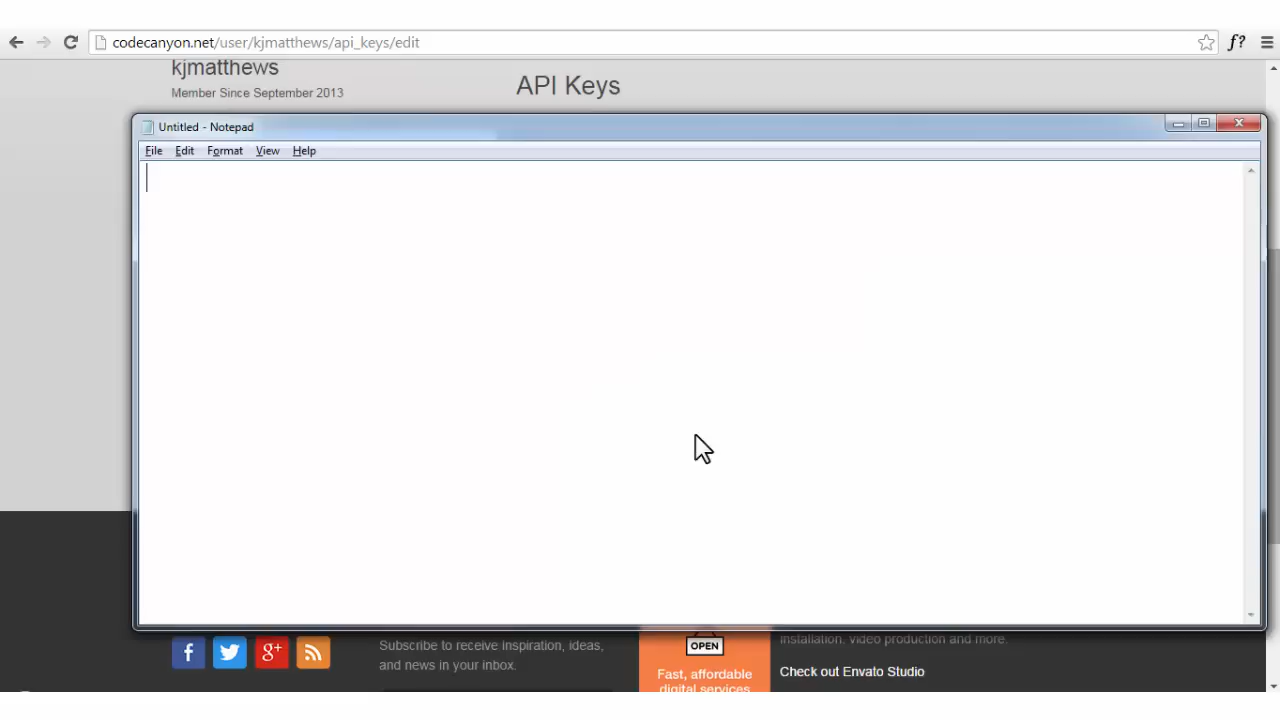 codecanyon.net/user/kjmatthews/api_keys/edit
f?
kjmatthews
Member Since September 2013
API Keys
Untitled - Notepad
File Edit Format View Help
Subscribe to receive inspiration, ideas,
and news in your inbox.
OPEN
Fast, affordable
digital services
installation, video production and more.
Check out Envato Studio
f
g+